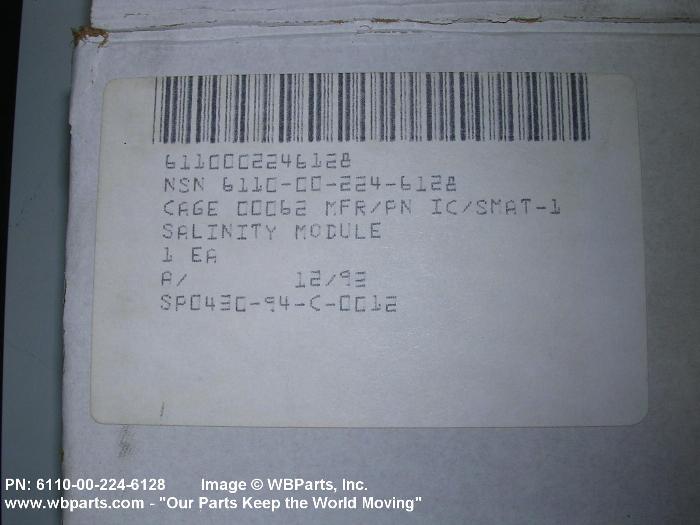 6110002246128
NSN 6110-00-224-6128
CAGE 00062 MFR/PN IC/SMAT-1
SALINITY MODULE
1 EA
A/ 12/93
SP0430-94-C-0012
PN: 6110-00-224-6128 Image © WBParts, Inc.
www.wbparts.com - "Our Parts Keep the World Moving"